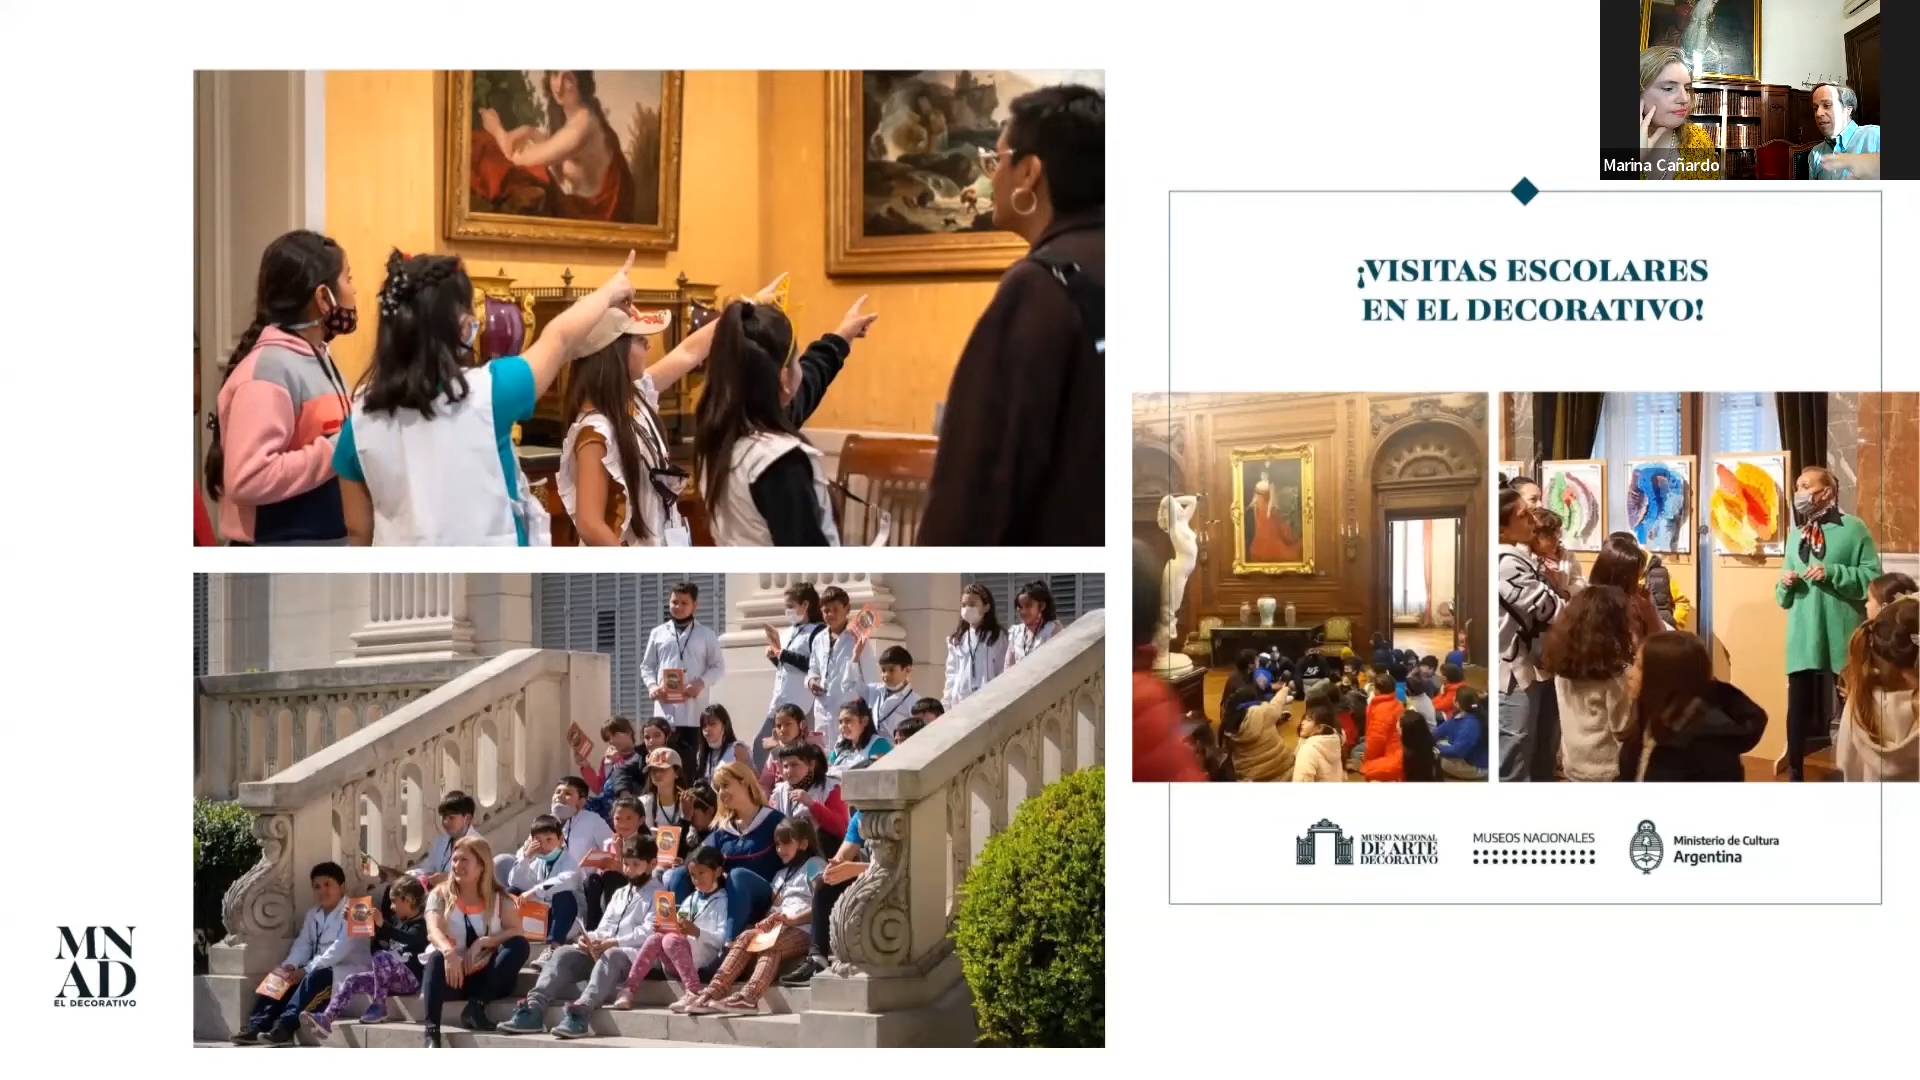 Marina Cañardo
¡VISITAS ESCOLARES
EN EL DECORATIVO!
MUSEO NACIONAL
DE ARTE
DECORATIVO
MUSEOS NACIONALES
Ministerio de Cultura
Argentina
MN
AD
EL DECORATIVO